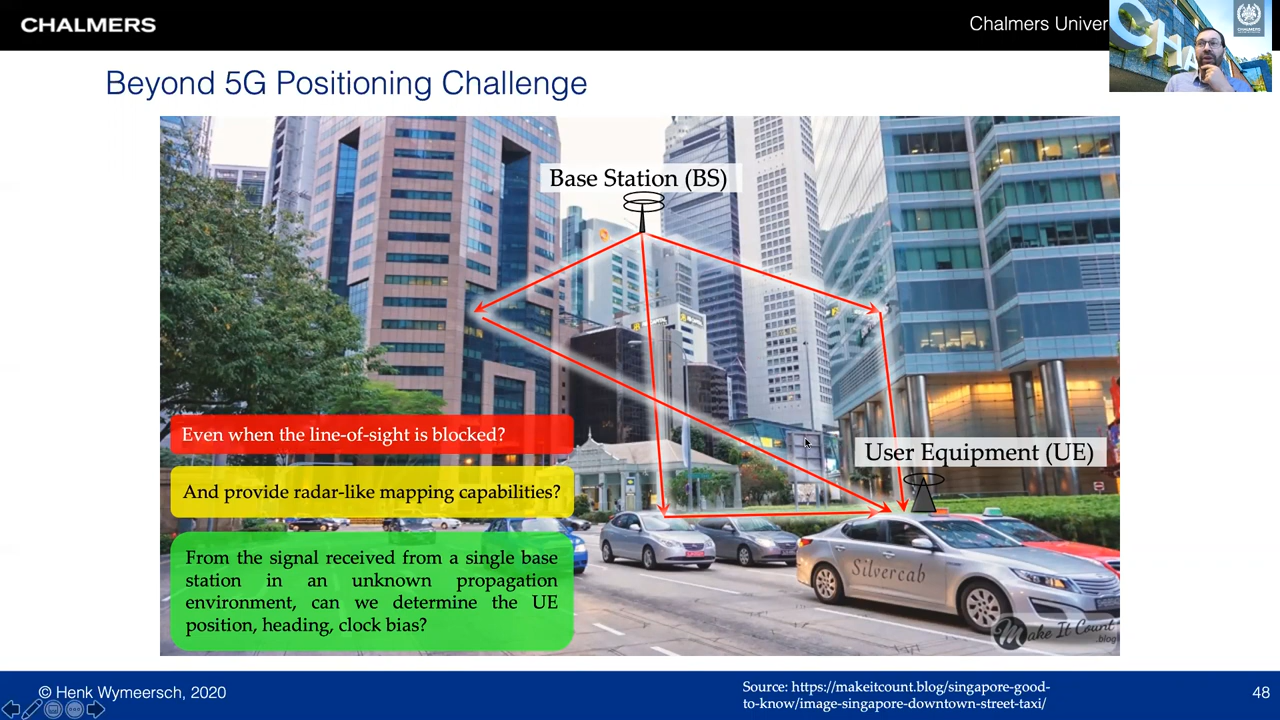 CHALMERS
Chalmers Univer
Beyond 5G Positioning Challenge
Base Station (BS)
Even when the line-of-sight is blocked?
User Equipment (UE)
And provide radar-like mapping capabilities?
From the signal received from a single base
station in an unknown propagation
environment, can we determine the UE
position, heading, clock bias?
Silvercab
Make It Count
.blog
© Henk Wymeersch, 2020
Source: https://makeitcount.blog/singapore-good-
to-know/image-singapore-downtown-street-taxi/
48